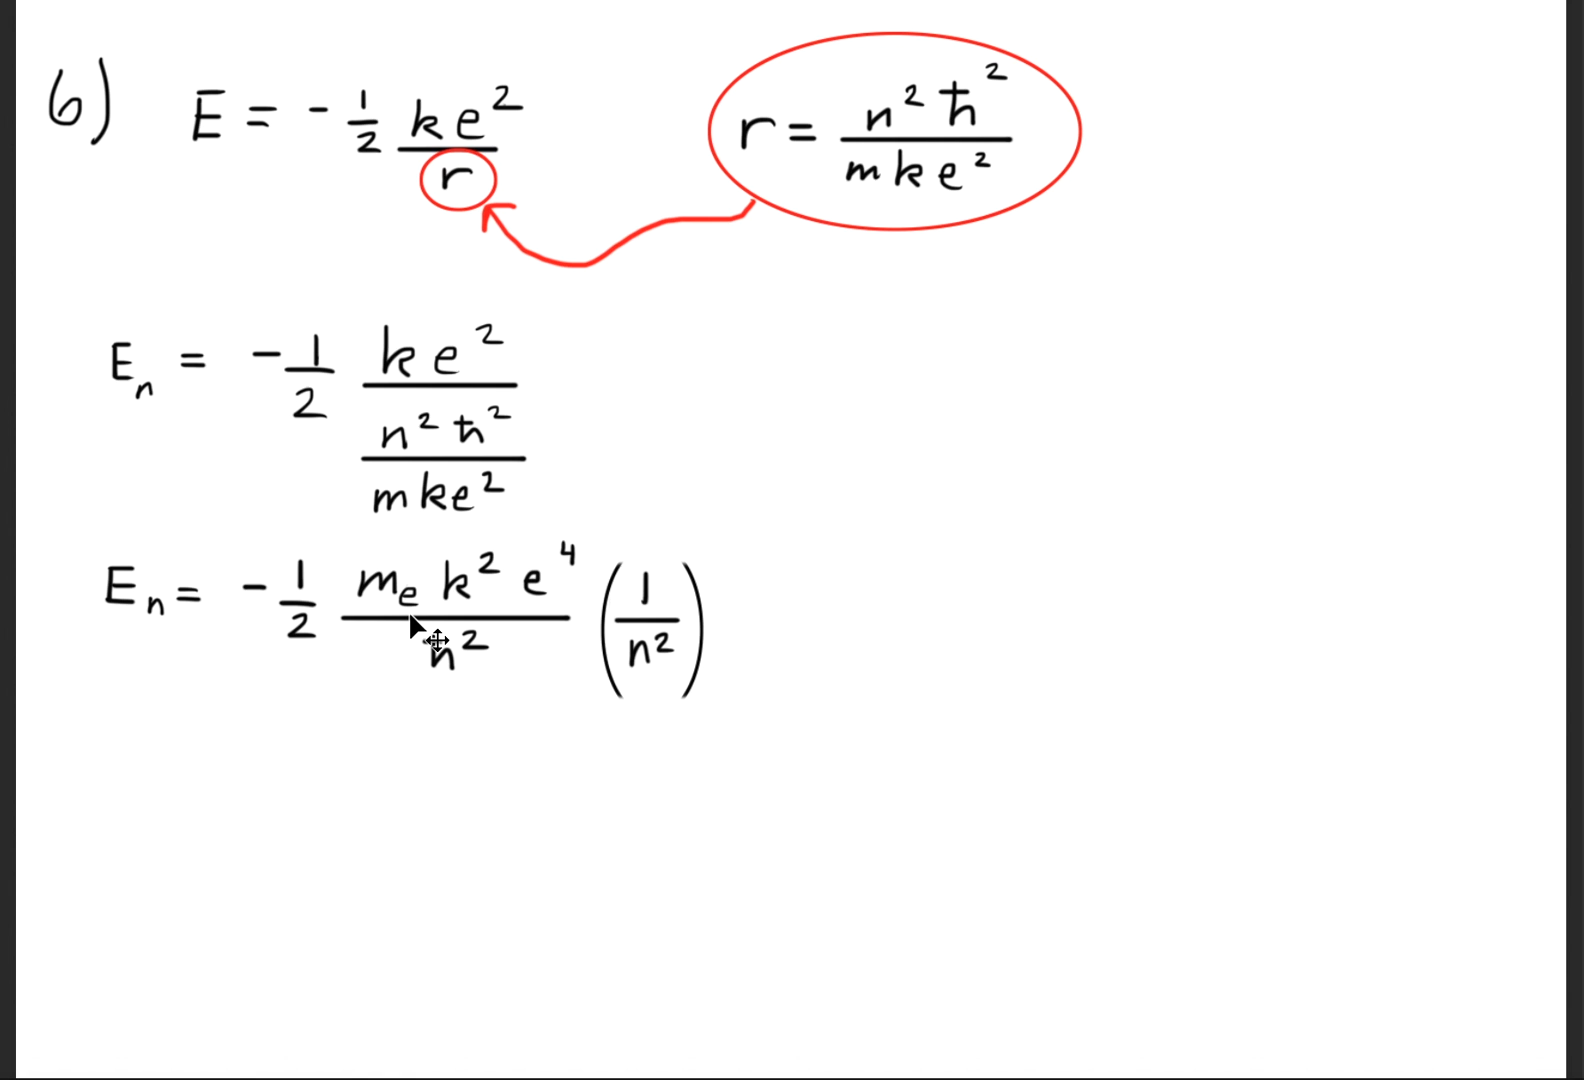 6) E = - 1/2 ke²/r r = n²ħ²/mke²
Eₙ = - 1/2 ke²/(n²ħ²/mke²)
Eₙ = - 1/2 mₑk²e⁴/ħ² (1/n²)